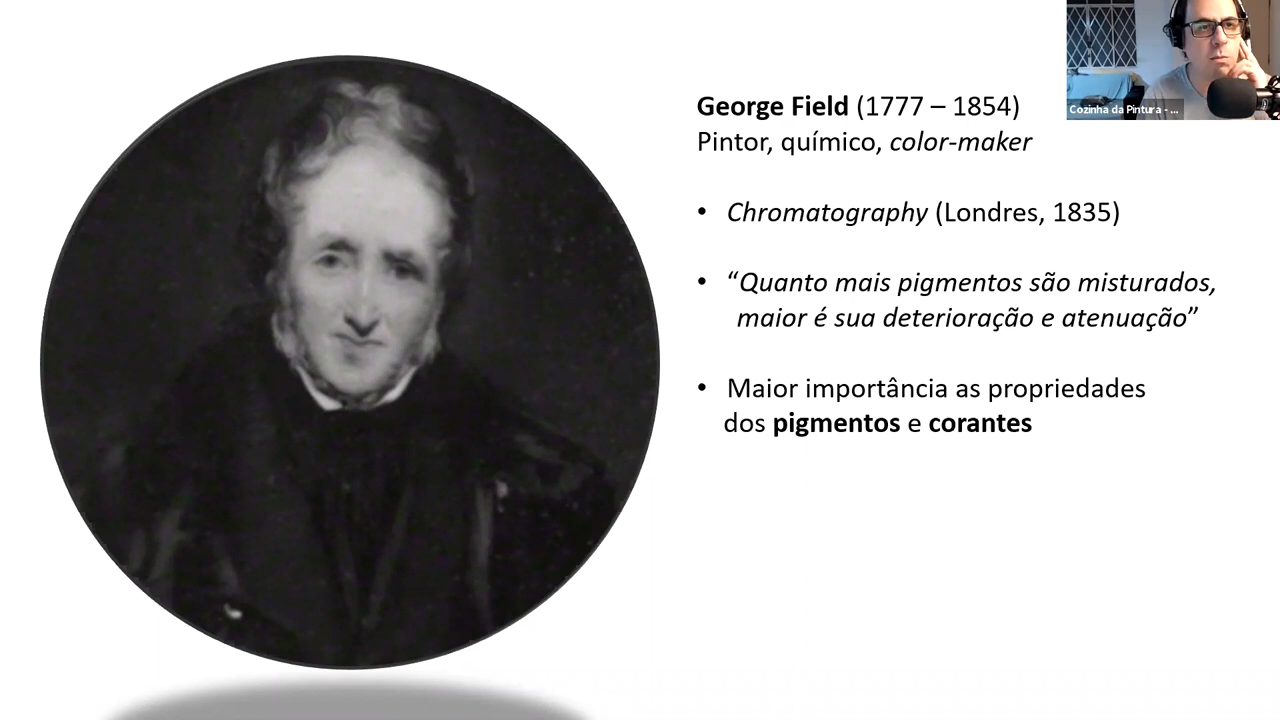 George Field (1777 – 1854)
Pintor, químico, color-maker
• Chromatography (Londres, 1835)
• “Quanto mais pigmentos são misturados,
maior é sua deterioração e atenuação”
• Maior importância as propriedades
dos pigmentos e corantes
Cozinha da Pintura - ...